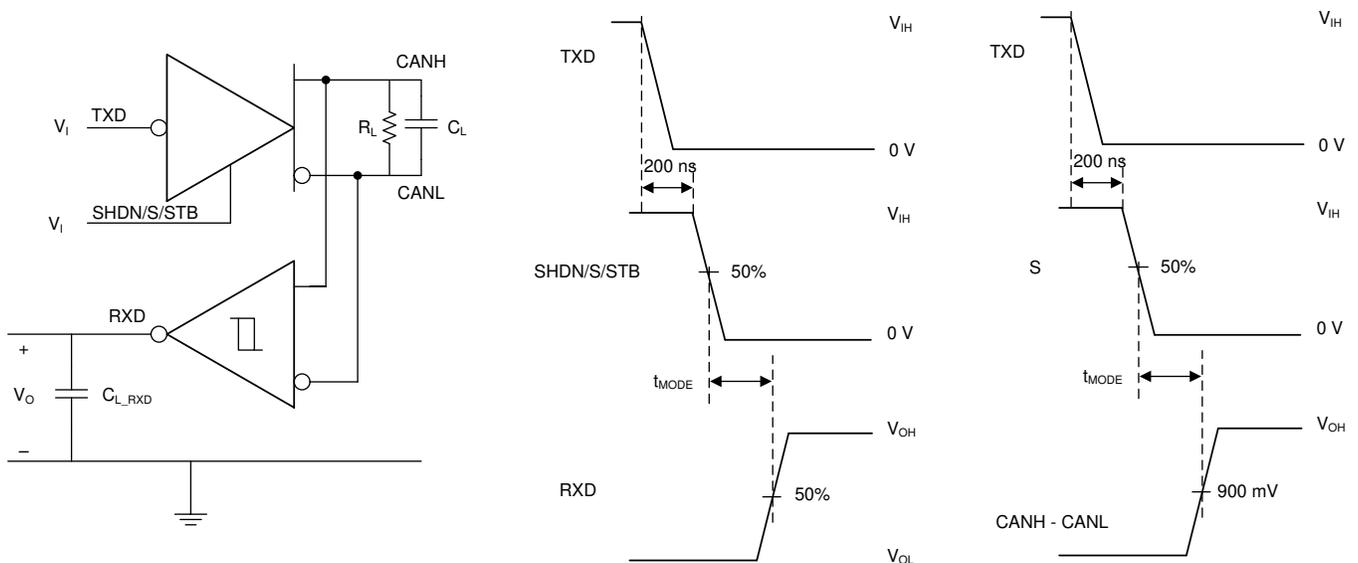 CANH
TXD
V_I
R_L
C_L
CANL
SHDN/S/STB
V_I
RXD
+
V_O
C_L_RXD
–
TXD
V_IH
0 V
200 ns
V_IH
SHDN/S/STB
50%
0 V
t_MODE
V_OH
RXD
50%
V_OL
TXD
V_IH
0 V
200 ns
V_IH
S
50%
0 V
t_MODE
V_OH
900 mV
CANH - CANL